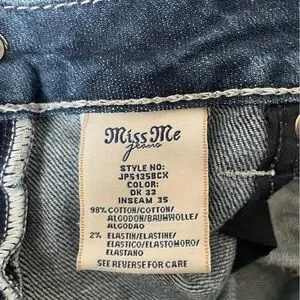 Miss Me
jeans
STYLE NO:
JP5135BCX
COLOR:
DK 33
INSEAM 35
98% COTTON/COTTON/
ALGODON/BAUMWOLLE/
ALGODAO
2% ELASTIN/ELASTINE/
ELASTICO/ELASTOMORO/
ELASTANO
SEE REVERSE FOR CARE